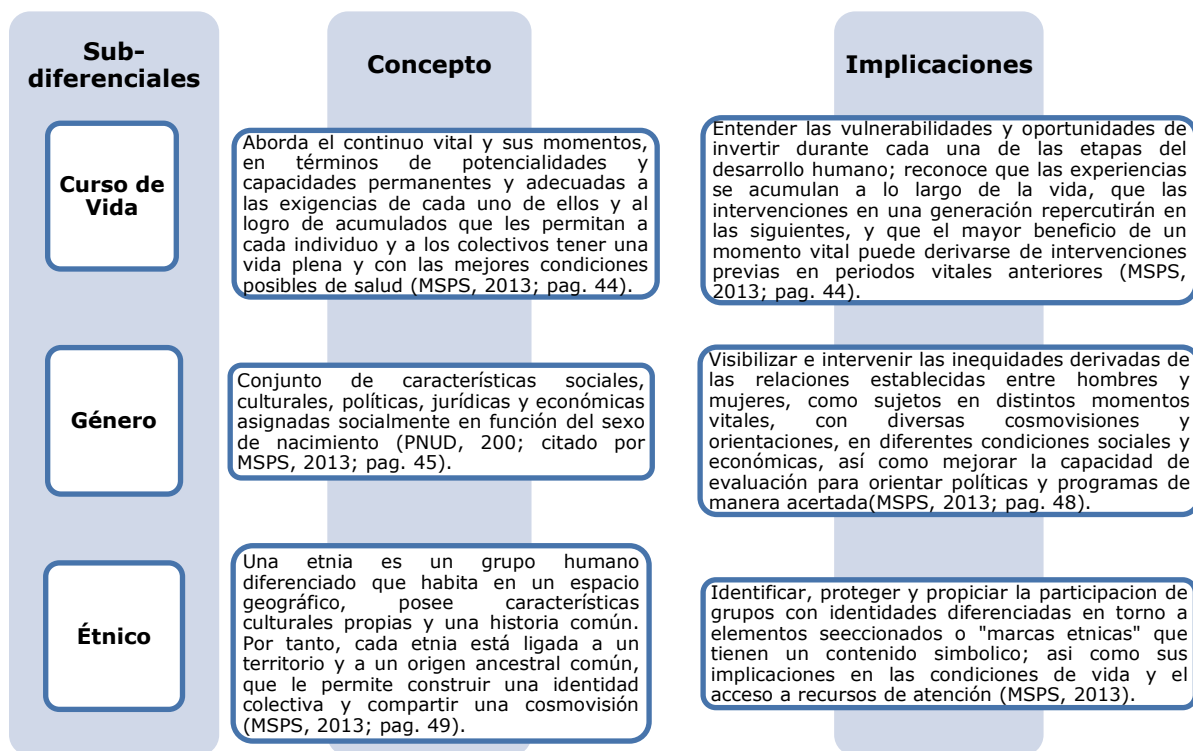 Sub-
diferenciales
Concepto
Implicaciones
Curso de
Vida
Aborda el continuo vital y sus momentos,
en términos de potencialidades y
capacidades permanentes y adecuadas a
las exigencias de cada uno de ellos y al
logro de acumulados que les permitan a
cada individuo y a los colectivos tener una
vida plena y con las mejores condiciones
posibles de salud (MSPS, 2013; pag. 44).
Entender las vulnerabilidades y oportunidades de
invertir durante cada una de las etapas del
desarrollo humano; reconoce que las experiencias
se acumulan a lo largo de la vida, que las
intervenciones en una generación repercutirán en
las siguientes, y que el mayor beneficio de un
momento vital puede derivarse de intervenciones
previas en periodos vitales anteriores (MSPS,
2013; pag. 44).
Género
Conjunto de características sociales,
culturales, políticas, jurídicas y económicas
asignadas socialmente en función del sexo
de nacimiento (PNUD, 200; citado por
MSPS, 2013; pag. 45).
Visibilizar e intervenir las inequidades derivadas de
las relaciones establecidas entre hombres y
mujeres, como sujetos en distintos momentos
vitales, con diversas cosmovisiones y
orientaciones, en diferentes condiciones sociales y
económicas, así como mejorar la capacidad de
evaluación para orientar políticas y programas de
manera acertada(MSPS, 2013; pag. 48).
Étnico
Una etnia es un grupo humano
diferenciado que habita en un espacio
geográfico, posee características
culturales propias y una historia común.
Por tanto, cada etnia está ligada a un
territorio y a un origen ancestral común,
que le permite construir una identidad
colectiva y compartir una cosmovisión
(MSPS, 2013; pag. 49).
Identificar, proteger y propiciar la participacion de
grupos con identidades diferenciadas en torno a
elementos seeccionados o "marcas etnicas" que
tienen un contenido simbolico; asi como sus
implicaciones en las condiciones de vida y el
acceso a recursos de atención (MSPS, 2013).